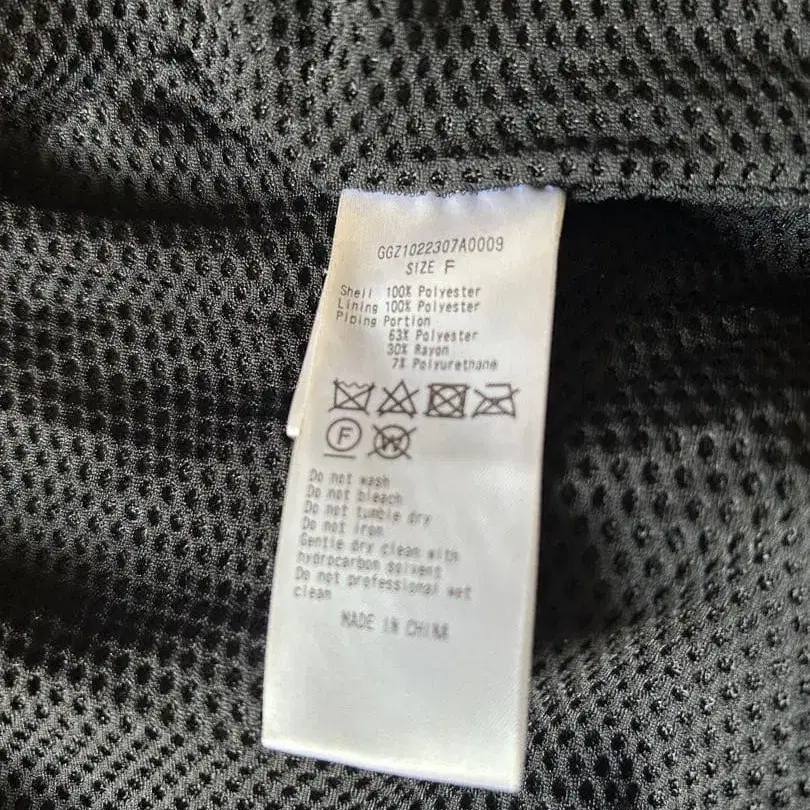 GGZ1022307A0009
SIZE F
Shell 100% Polyester
Lining 100% Polyester
Piping Portion
63% Polyester
30% Rayon
7% Polyurethane
F W
Do not wash
Do not bleach
Do not tumble dry
Do not iron
Gentle dry clean with
hydrocarbon solvent
Do not professional wet
clean
MADE IN CHINA